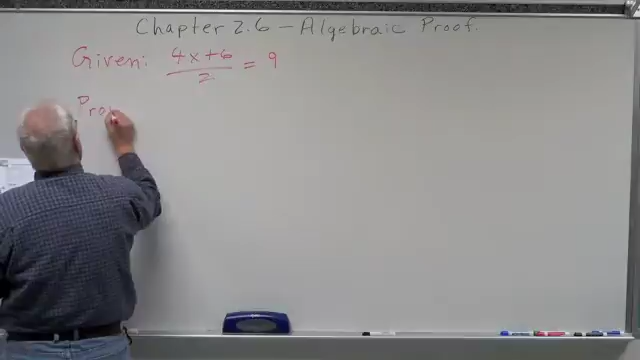 Chapter 2.6 - Algebraic Proof.
Given: (4x+6)/2 = 9
Pro